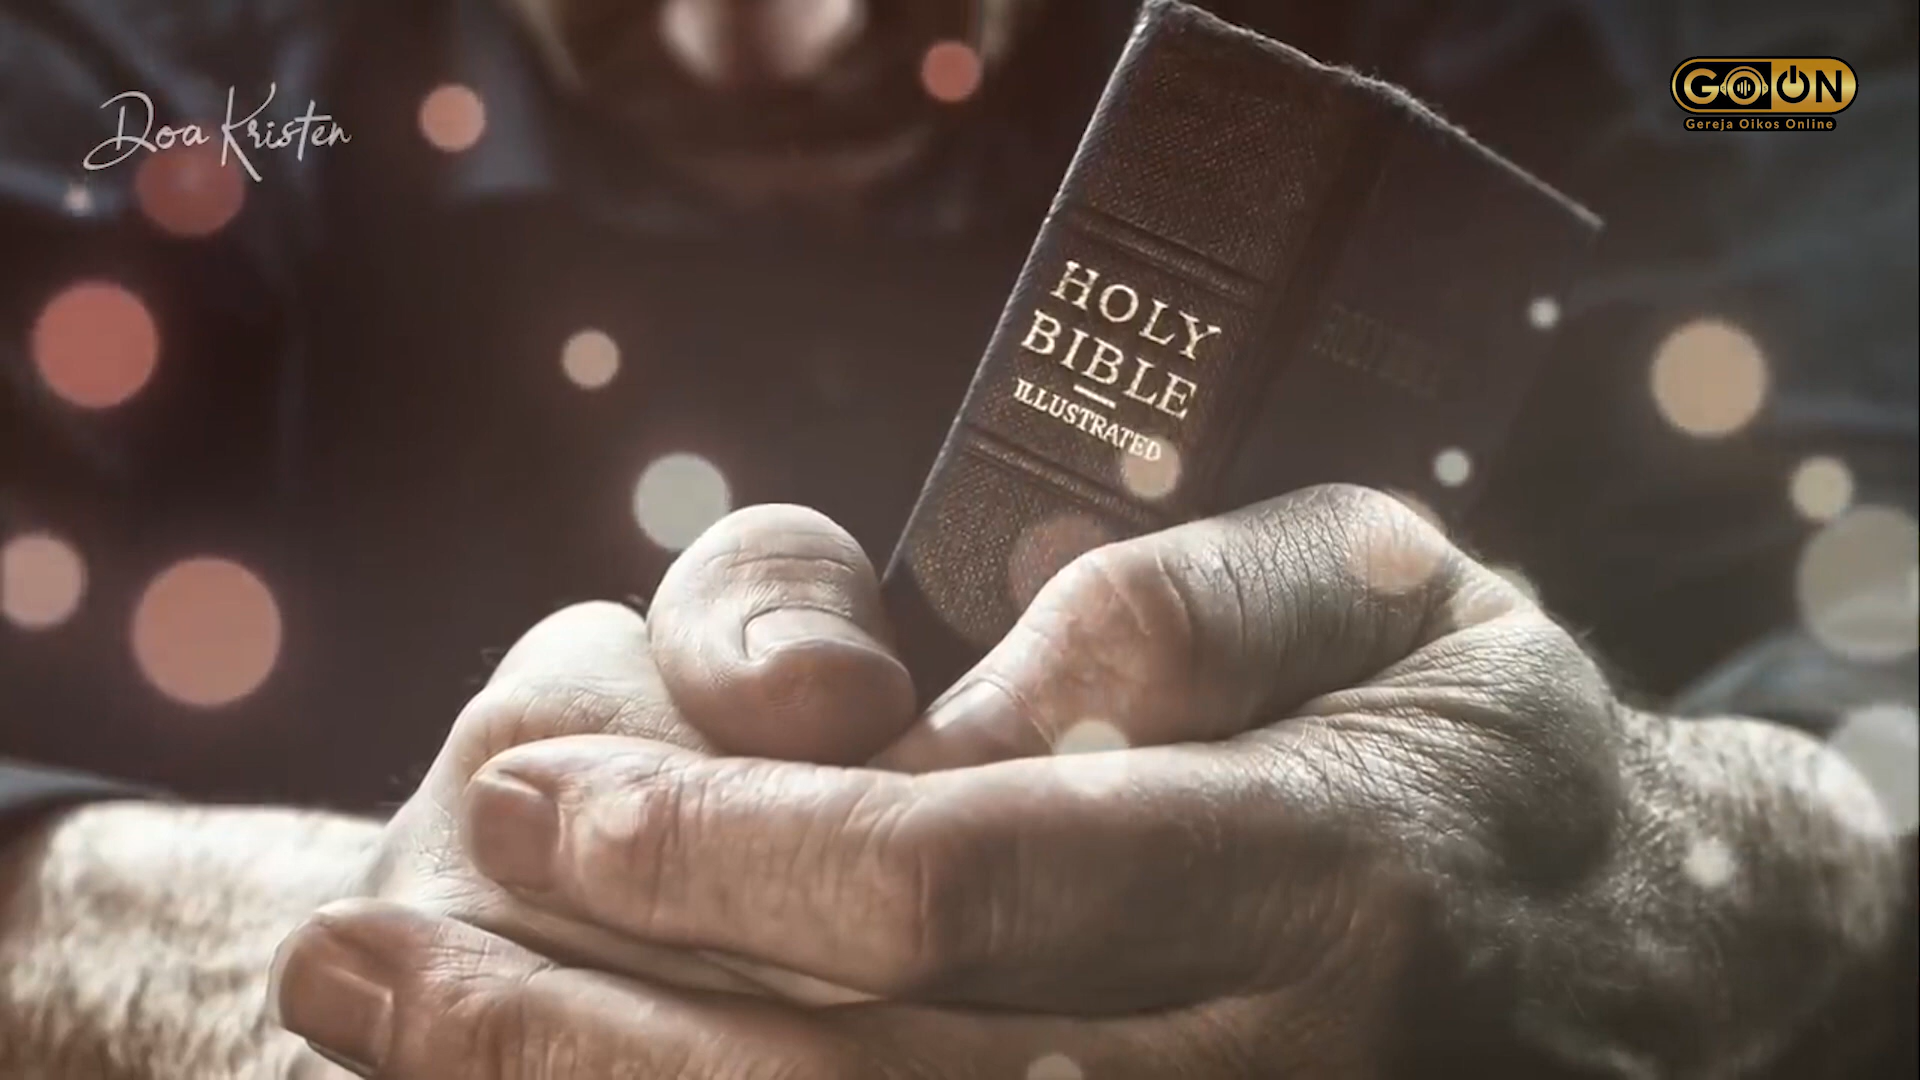 Doa Kristen
GOON
Gereja Oikos Online
HOLY
BIBLE
ILLUSTRATED